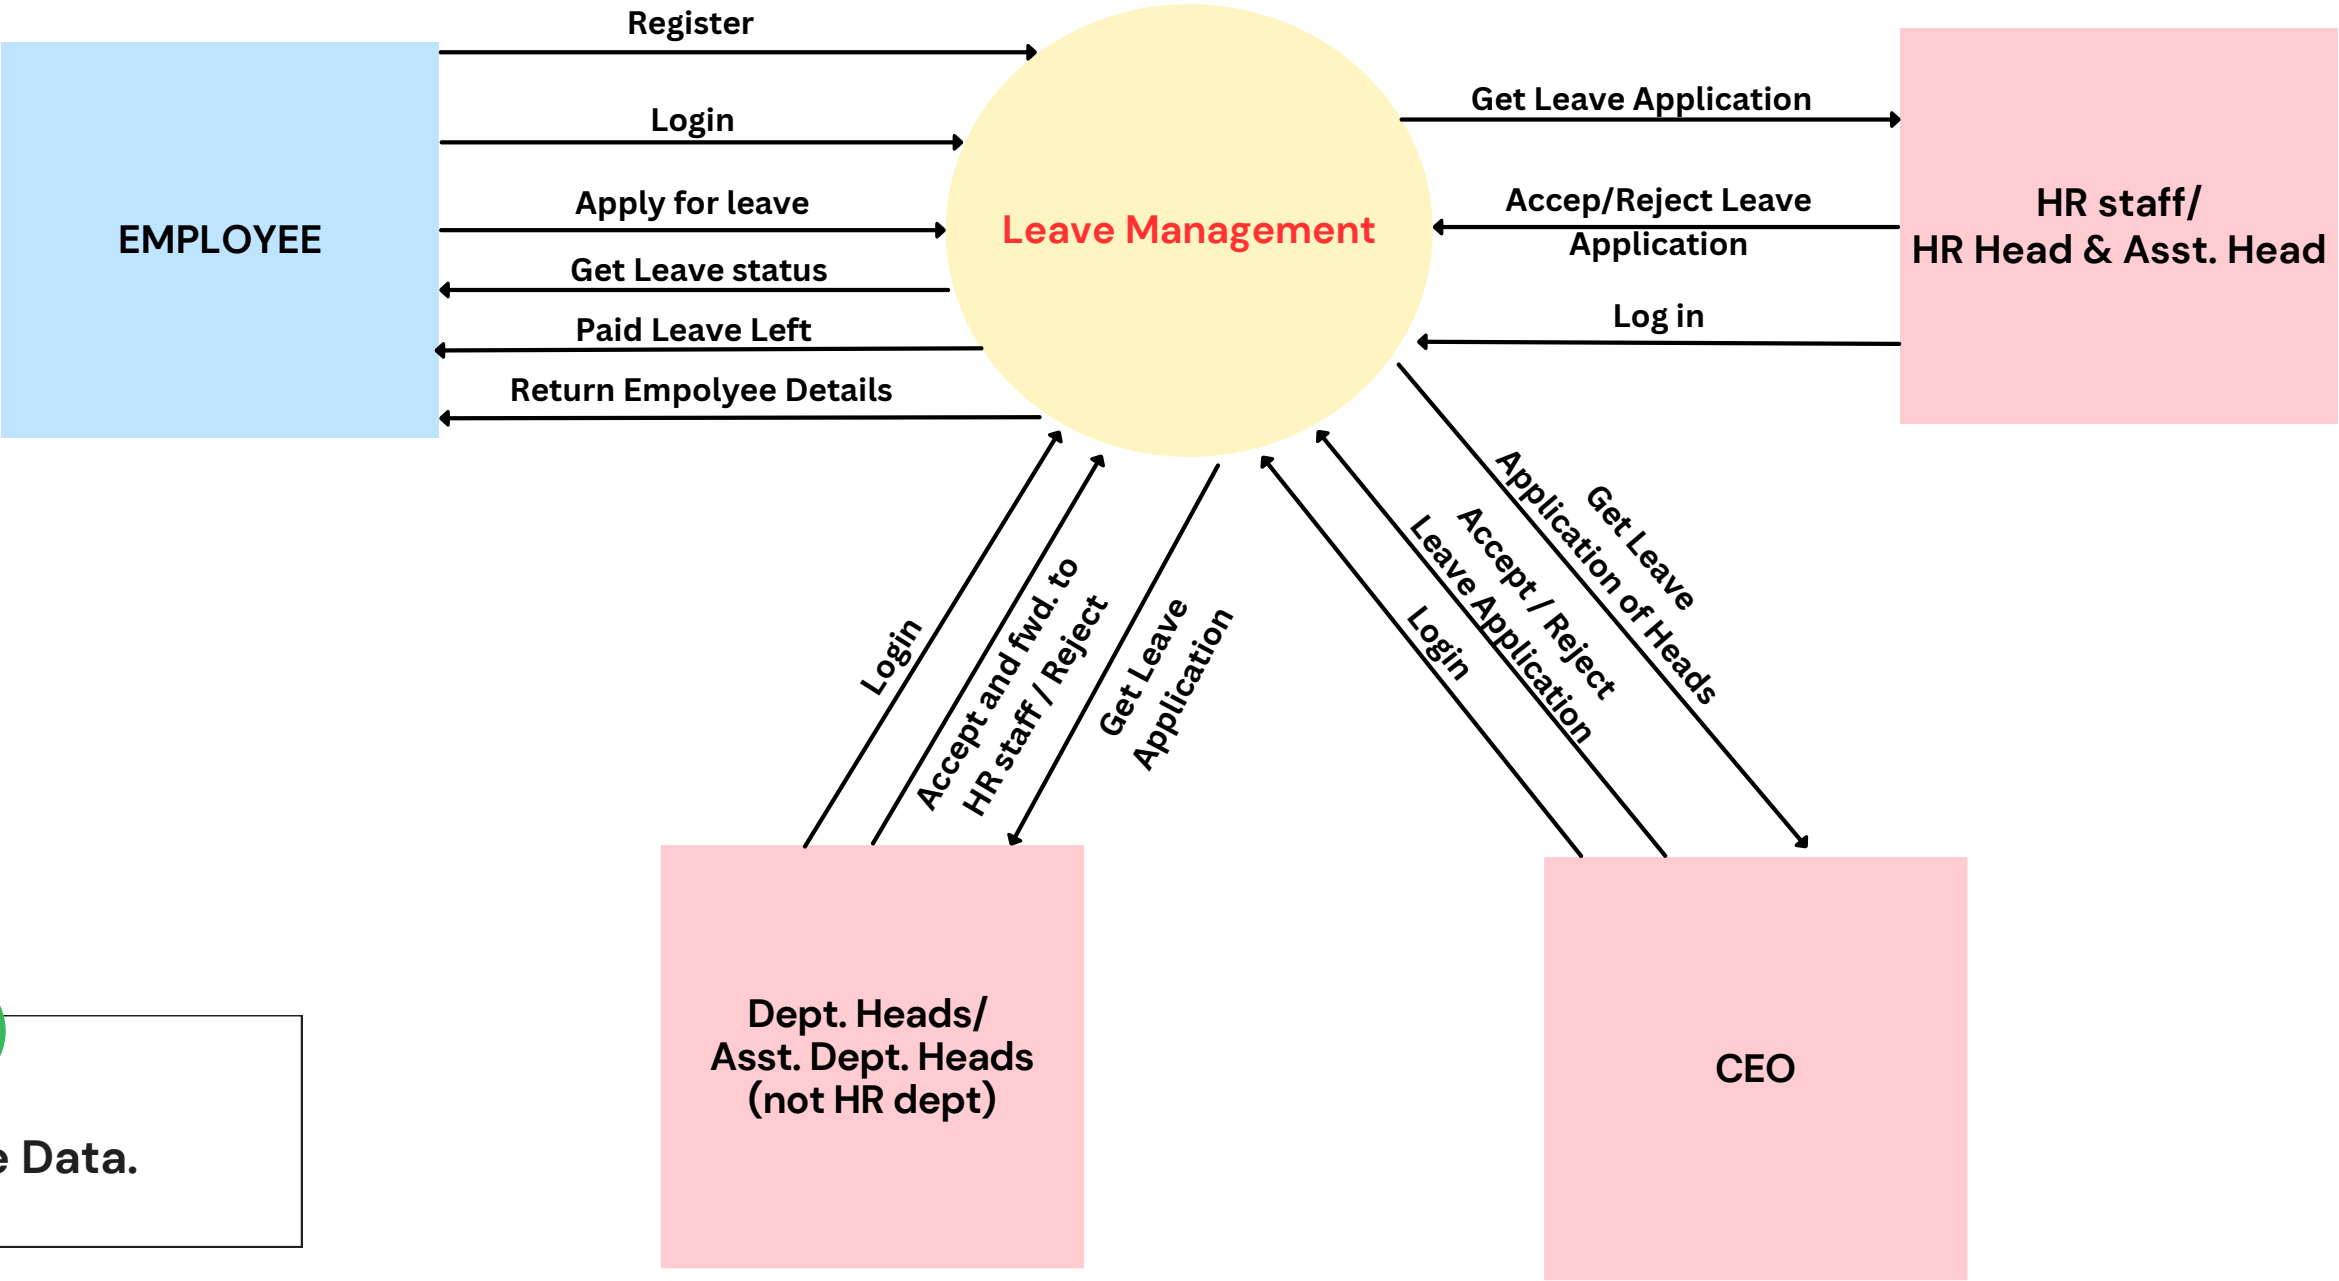 Register
Login
Apply for leave
Get Leave status
Paid Leave Left
Return Empolyee Details
EMPLOYEE
Leave Management
Get Leave Application
Accep/Reject Leave
Application
Log in
HR staff/
HR Head & Asst. Head
Login
Accept and fwd. to
HR staff / Reject
Get Leave
Application
Login
Accept / Reject
Leave Application
Get Leave
Application of Heads
Dept. Heads/
Asst. Dept. Heads
(not HR dept)
CEO
Data.